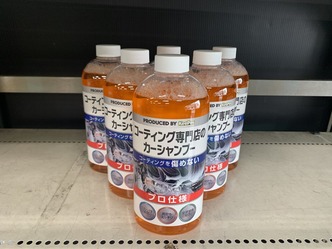 PRODUCED BY
コーティング専門店の
カーシャンプー
コーティングを傷めない
プロ仕様